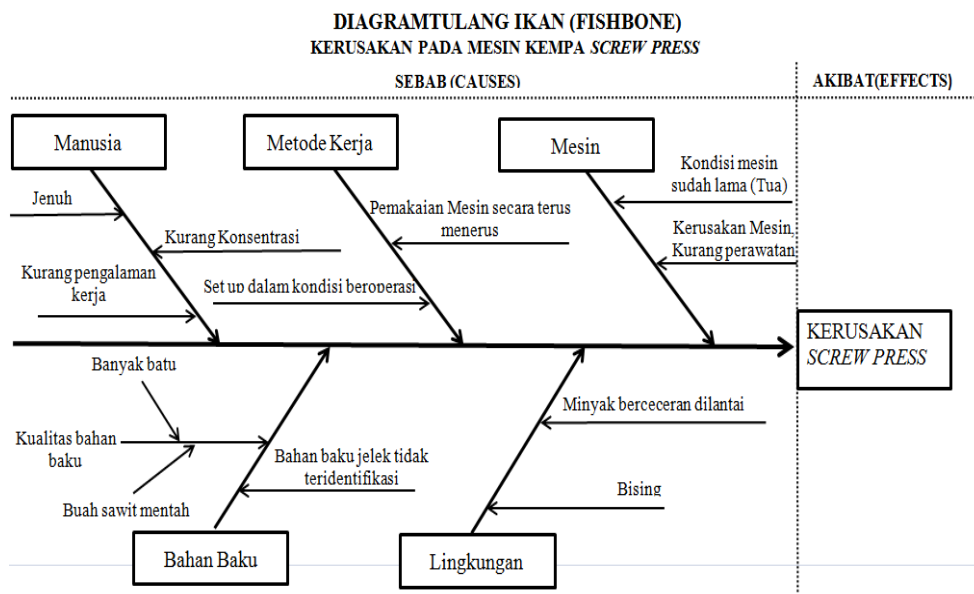 DIAGRAMTULANG IKAN (FISHBONE)
KERUSAKAN PADA MESIN KEMPA SCREW PRESS
SEBAB (CAUSES)
AKIBAT(EFFECTS)
Manusia
Metode Kerja
Mesin
Jenuh
Kurang Konsentrasi
Kurang pengalaman
kerja
Pemakaian Mesin secara terus
menerus
Set up dalam kondisi beroperasi
Kondisi mesin
sudah lama (Tua)
Kerusakan Mesin,
Kurang perawatan
KERUSAKAN
SCREW PRESS
Banyak batu
Kualitas bahan
baku
Buah sawit mentah
Bahan baku jelek tidak
teridentifikasi
Minyak berceceran dilantai
Bising
Bahan Baku
Lingkungan